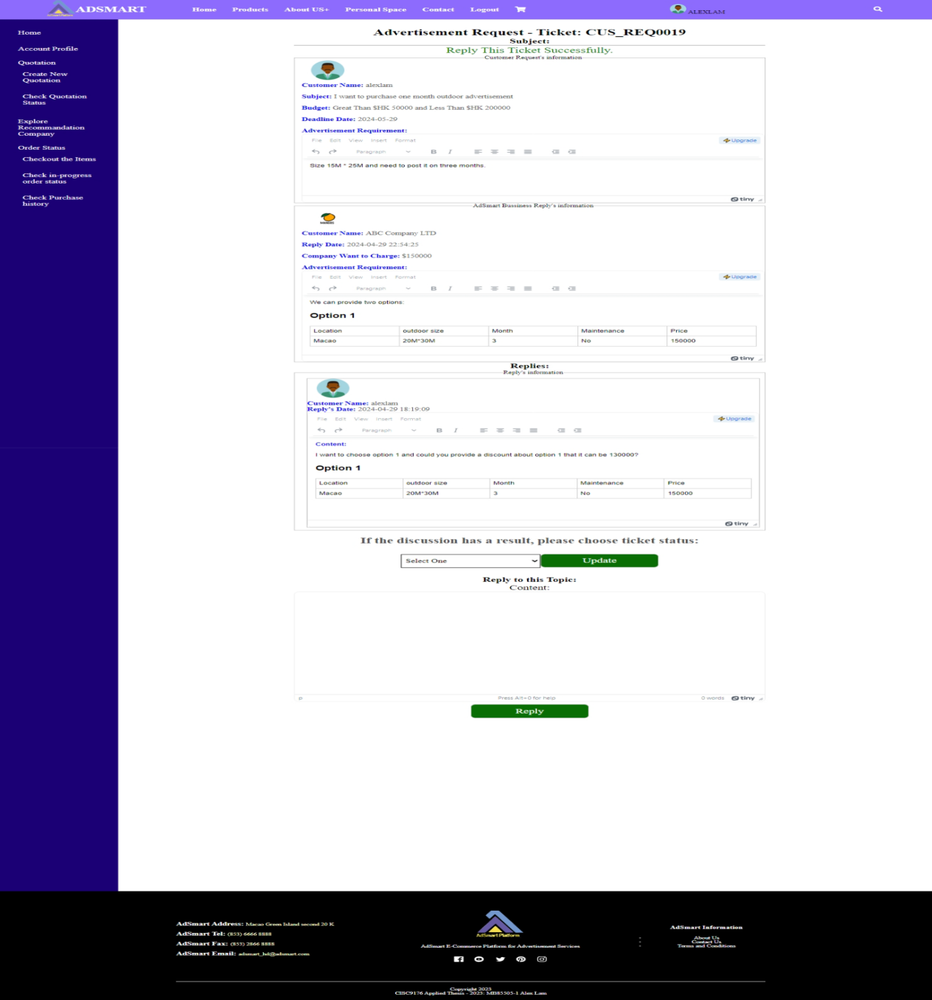 ADSMART
Home Products About US+ Personal Space Contact Logout
ALEXLAM
Home
Account Profile
Quotation
Create New
Quotation
Check Quotation
Status
Explore
Recommandation
Company
Order Status
Checkout the Items
Check in-progress
order status
Check Purchase
history
Advertisement Request - Ticket: CUS_REQ0019
Subject:
Reply This Ticket Successfully.
Customer Request's information
Customer Name: alexlam
Subject: I want to purchase one month outdoor advertisement
Budget: Great Than $HK 50000 and Less Than $HK 200000
Deadline Date: 2024-05-29
Advertisement Requirement:
File Edit View Insert Format Upgrade
Paragraph B I
Size 15M * 25M and need to post it on three months.
tiny
AdSmart Bussiness Reply's information
Customer Name: ABC Company LTD
Reply Date: 2024-04-29 22:54:25
Company Want to Charge: $150000
Advertisement Requirement:
File Edit View Insert Format Upgrade
Paragraph B I
We can provide two options:
Option 1
Location outdoor size Month Maintenance Price
Macao 20M*30M 3 No 150000
tiny
Replies:
Reply's information
Customer Name: alexlam
Reply's Date: 2024-04-29 18:19:09
File Edit View Insert Format Upgrade
Paragraph B I
Content:
I want to choose option 1 and could you provide a discount about option 1 that it can be 130000?
Option 1
Location outdoor size Month Maintenance Price
Macao 20M*30M 3 No 150000
tiny
If the discussion has a result, please choose ticket status:
Select One Update
Reply to this Topic:
Content:
p Press Alt+0 for help 0 words tiny
Reply
AdSmart Address: Macao Green Island second 20 K
AdSmart Tel: (853) 6666 8888
AdSmart Fax: (853) 2866 8888
AdSmart Email: adsmart_hd@adsmart.com
AdSmart Platform
AdSmart E-Commerce Platform for Advertisement Services
AdSmart Information
About Us
Contact Us
Terms and Conditions
Copyright 2023
CISC9176 Applied Thesis - 2023: MB85505-1 Alex Lam